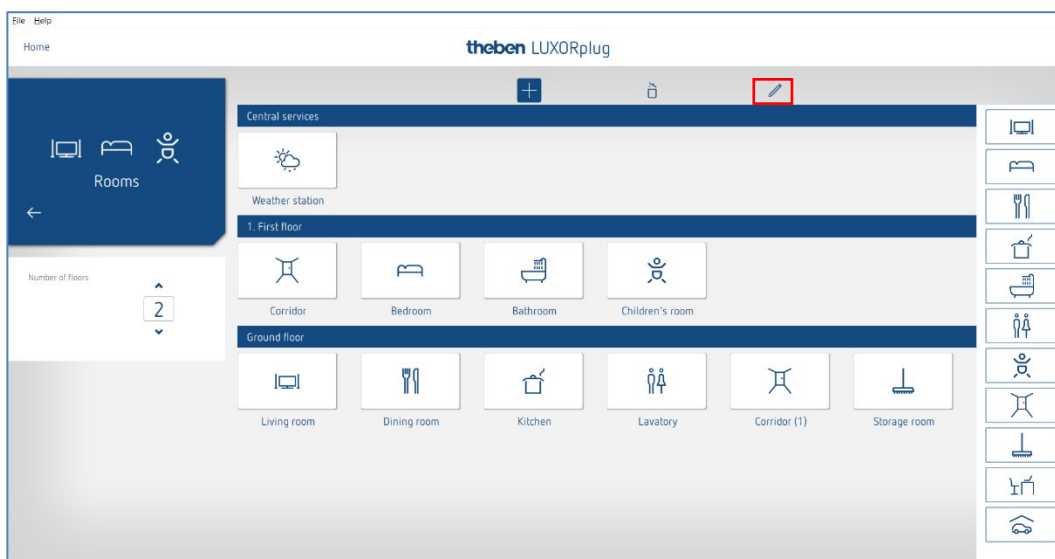 File Help
Home
theben LUXORplug
Central services
Rooms
Weather station
1. First floor
Number of floors
2
Corridor Bedroom Bathroom Children's room
Ground floor
Living room Dining room Kitchen Lavatory Corridor (1) Storage room